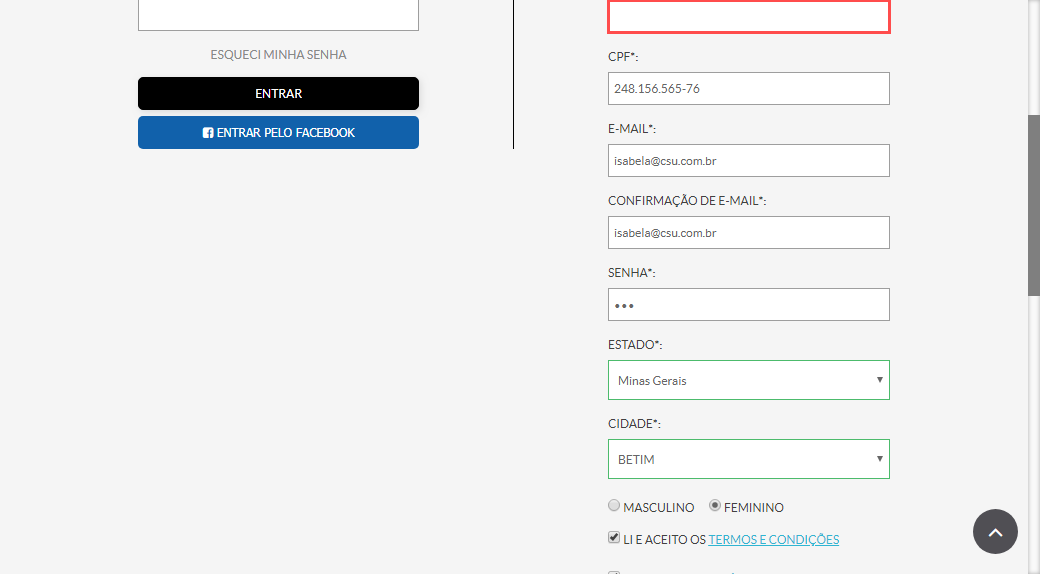 ESQUECI MINHA SENHA
ENTRAR
ENTRAR PELO FACEBOOK
CPF*:
248.156.565-76
E-MAIL*:
isabela@csu.com.br
CONFIRMAÇÃO DE E-MAIL*:
isabela@csu.com.br
SENHA*:
•••
ESTADO*:
Minas Gerais
CIDADE*:
BETIM
MASCULINO FEMININO
LI E ACEITO OS TERMOS E CONDIÇÕES